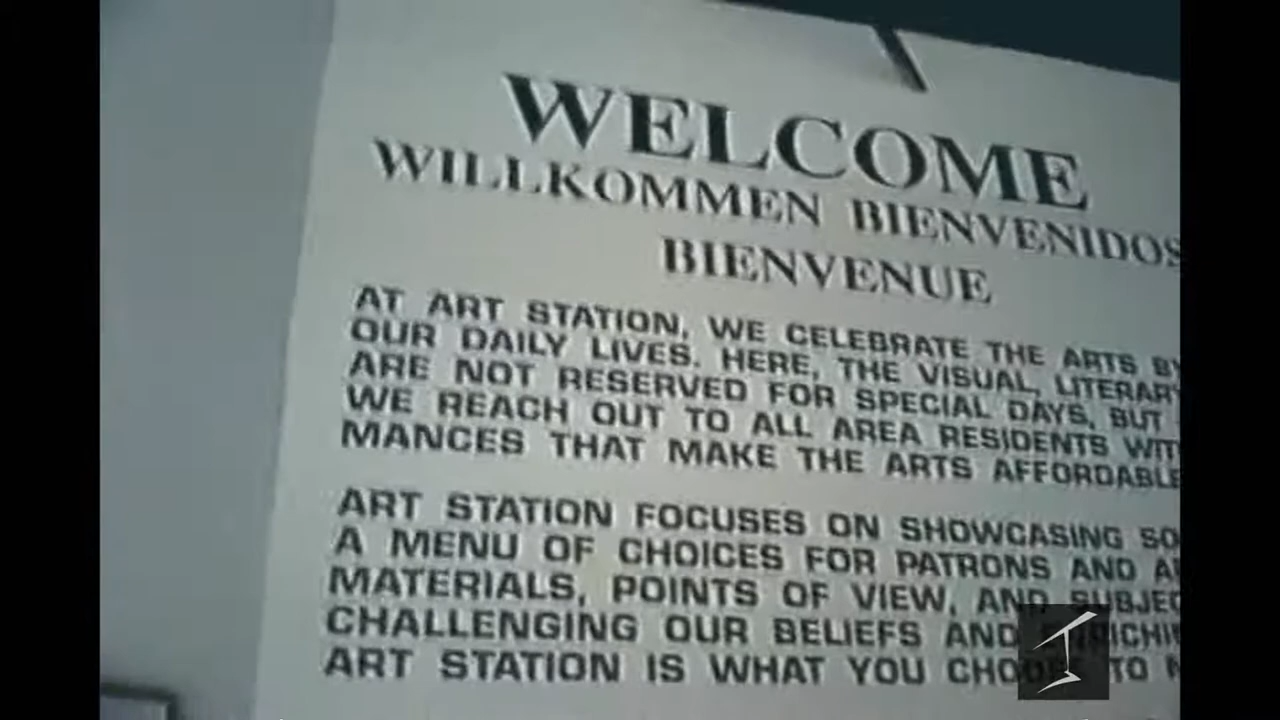 WELCOME
WILLKOMMEN BIENVENIDOS
BIENVENUE
AT ART STATION, WE CELEBRATE THE ARTS BY
OUR DAILY LIVES. HERE, THE VISUAL, LITERARY
ARE NOT RESERVED FOR SPECIAL DAYS, BUT
WE REACH OUT TO ALL AREA RESIDENTS WIT
MANCES THAT MAKE THE ARTS AFFORDABLE
ART STATION FOCUSES ON SHOWCASING SO
A MENU OF CHOICES FOR PATRONS AND A
MATERIALS, POINTS OF VIEW, AND SUBJEC
CHALLENGING OUR BELIEFS AND
ART STATION IS WHAT YOU TO